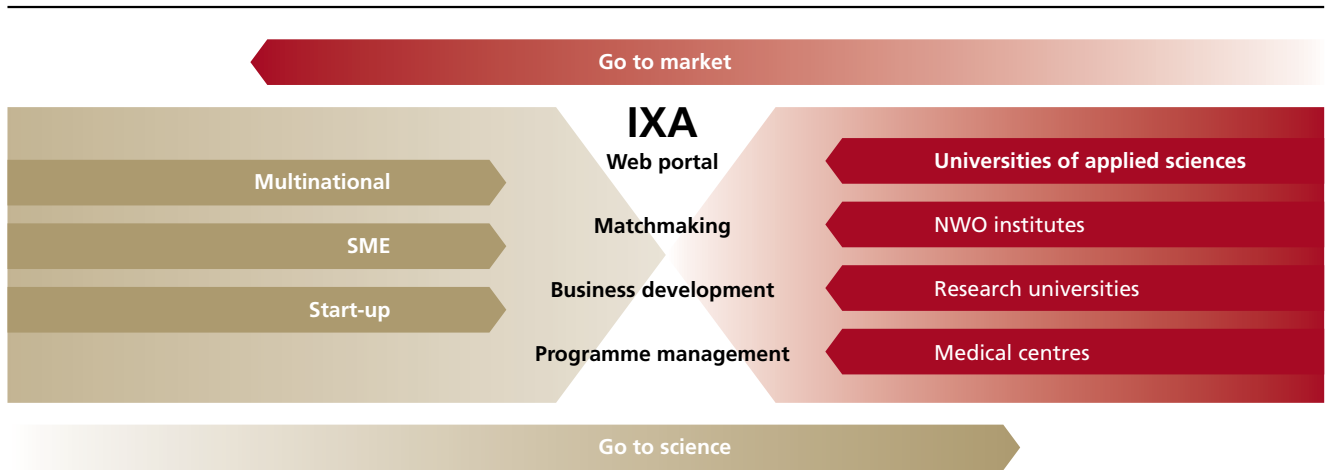 Go to market
IXA
Web portal
Matchmaking
Business development
Programme management
Multinational
SME
Start-up
Universities of applied sciences
NWO institutes
Research universities
Medical centres
Go to science